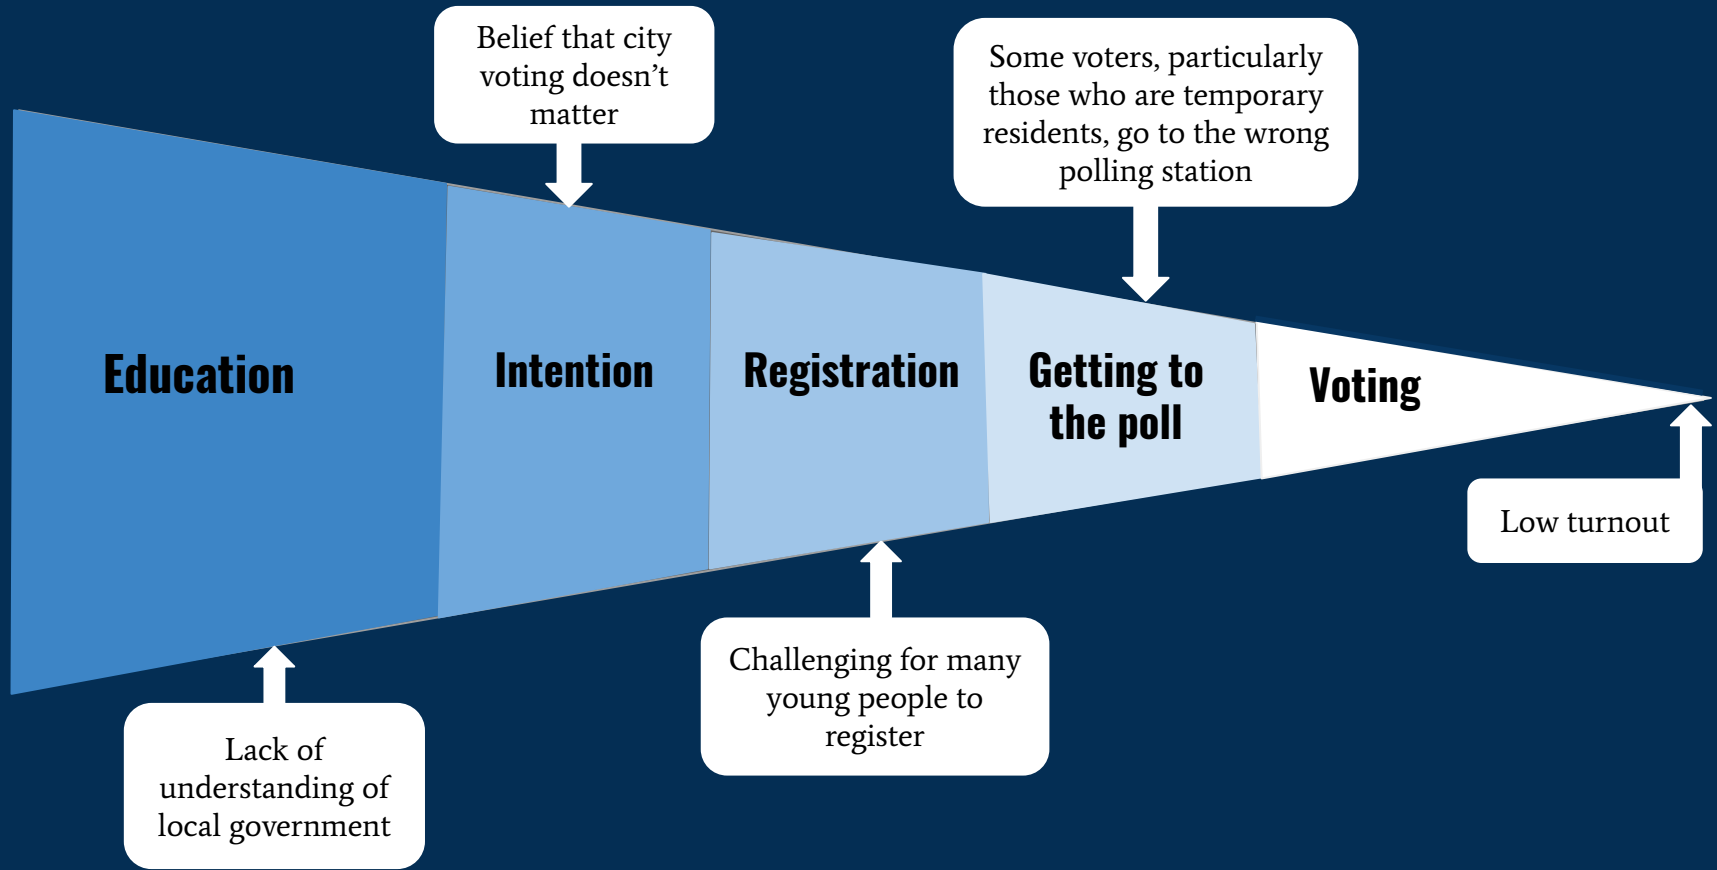 Belief that city
voting doesn’t
matter
Some voters, particularly
those who are temporary
residents, go to the wrong
polling station
Education
Intention
Registration
Getting to
the poll
Voting
Low turnout
Challenging for many
young people to
register
Lack of
understanding of
local government